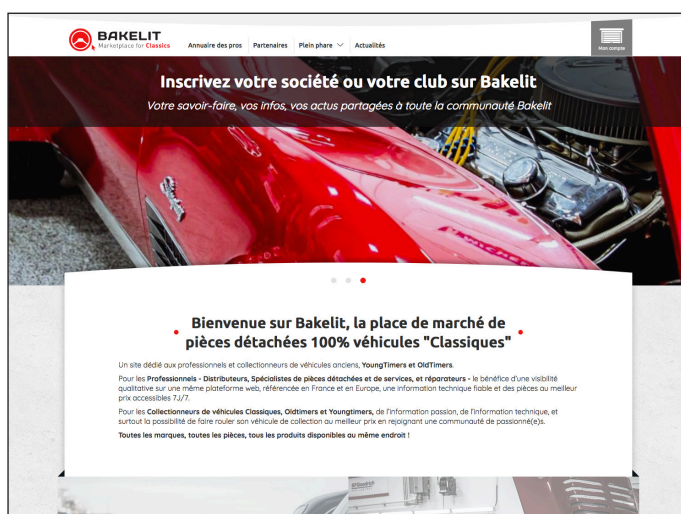 BAKELIT
Marketplace for Classics
Annuaire des pros
Partenaires
Plein phare
Actualités
Mon compte
Inscrivez votre société ou votre club sur Bakelit
Votre savoir-faire, vos infos, vos actus partagées à toute la communauté Bakelit
Bienvenue sur Bakelit, la place de marché de
pièces détachées 100% véhicules "Classiques"
Un site dédié aux professionnels et collectionneurs de véhicules anciens, YoungTimers et OldTimers.
Pour les Professionnels - Distributeurs, Spécialistes de pièces détachées et de services, et réparateurs - le bénéfice d'une visibilité
qualitative sur une même plateforme web, référencée en France et en Europe, une information technique fiable et des pièces au meilleur
prix accessibles 7J/7.
Pour les Collectionneurs de véhicules Classiques, Oldtimers et Youngtimers, de l'information passion, de l'information technique, et
surtout la possibilité de faire rouler son véhicule de collection au meilleur prix en rejoignant une communauté de passionné(e)s.
Toutes les marques, toutes les pièces, tous les produits disponibles au même endroit !